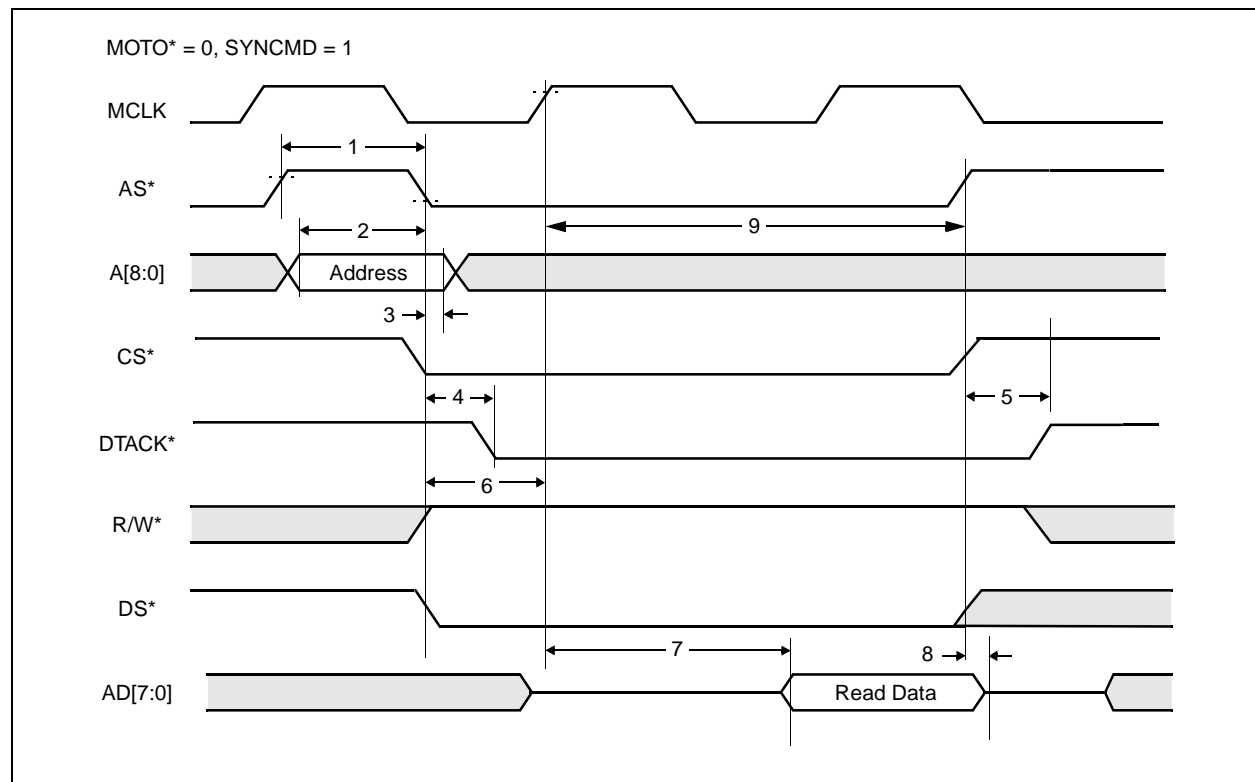 MOTO* = 0, SYNCMD = 1
MCLK
1
AS*
9
2
A[8:0]
Address
3
CS*
4
5
DTACK*
6
R/W*
DS*
7
8
AD[7:0]
Read Data